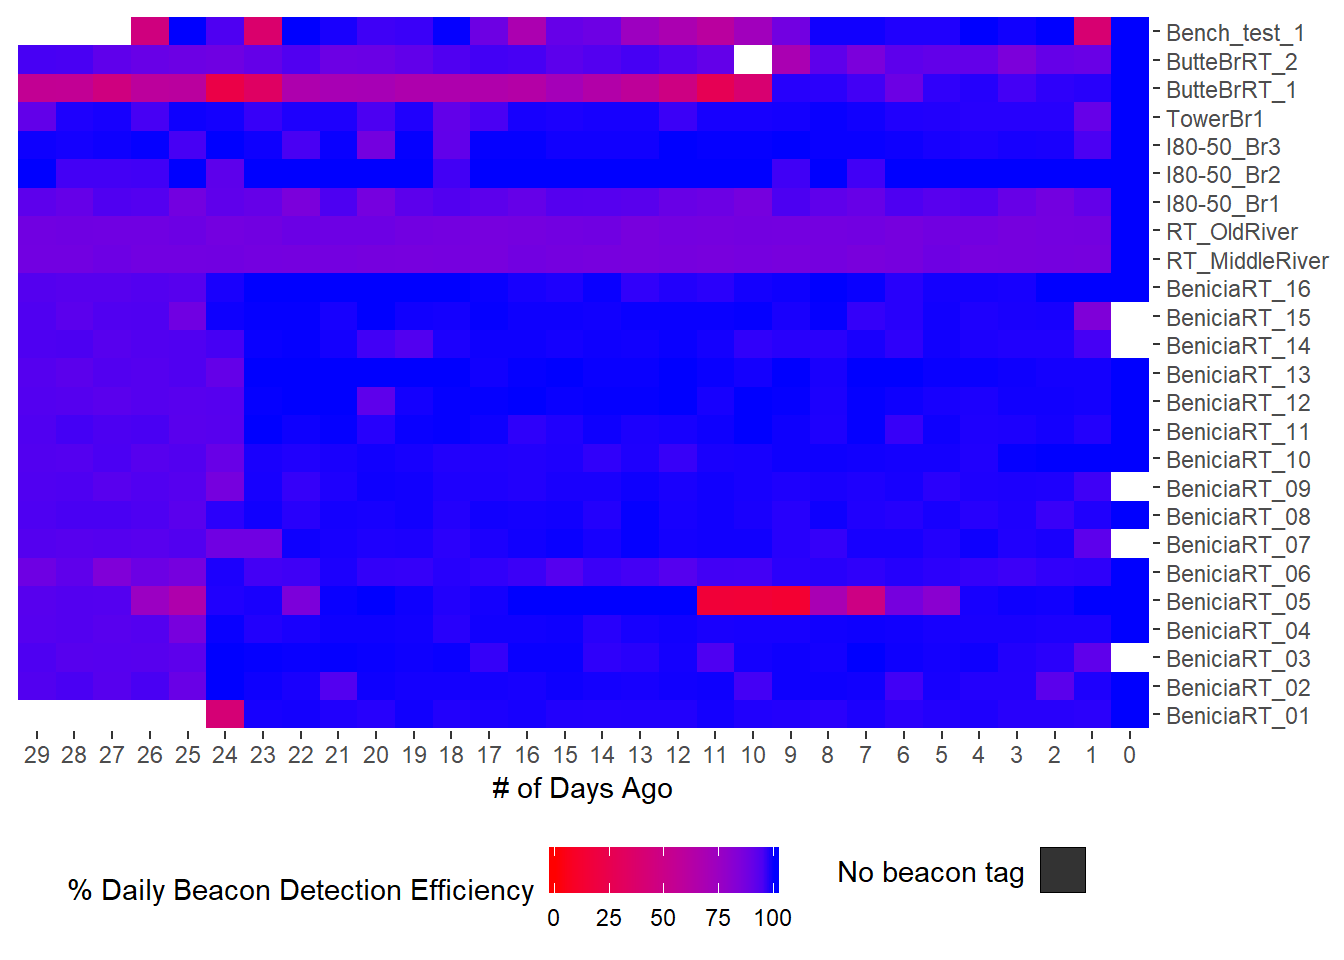 Bench_test_1
ButteBrRT_2
ButteBrRT_1
TowerBr1
I80-50_Br3
I80-50_Br2
I80-50_Br1
RT_OldRiver
RT_MiddleRiver
BeniciaRT_16
BeniciaRT_15
BeniciaRT_14
BeniciaRT_13
BeniciaRT_12
BeniciaRT_11
BeniciaRT_10
BeniciaRT_09
BeniciaRT_08
BeniciaRT_07
BeniciaRT_06
BeniciaRT_05
BeniciaRT_04
BeniciaRT_03
BeniciaRT_02
BeniciaRT_01
29 28 27 26 25 24 23 22 21 20 19 18 17 16 15 14 13 12 11 10 9 8 7 6 5 4 3 2 1 0
# of Days Ago
% Daily Beacon Detection Efficiency
0 25 50 75 100
No beacon tag